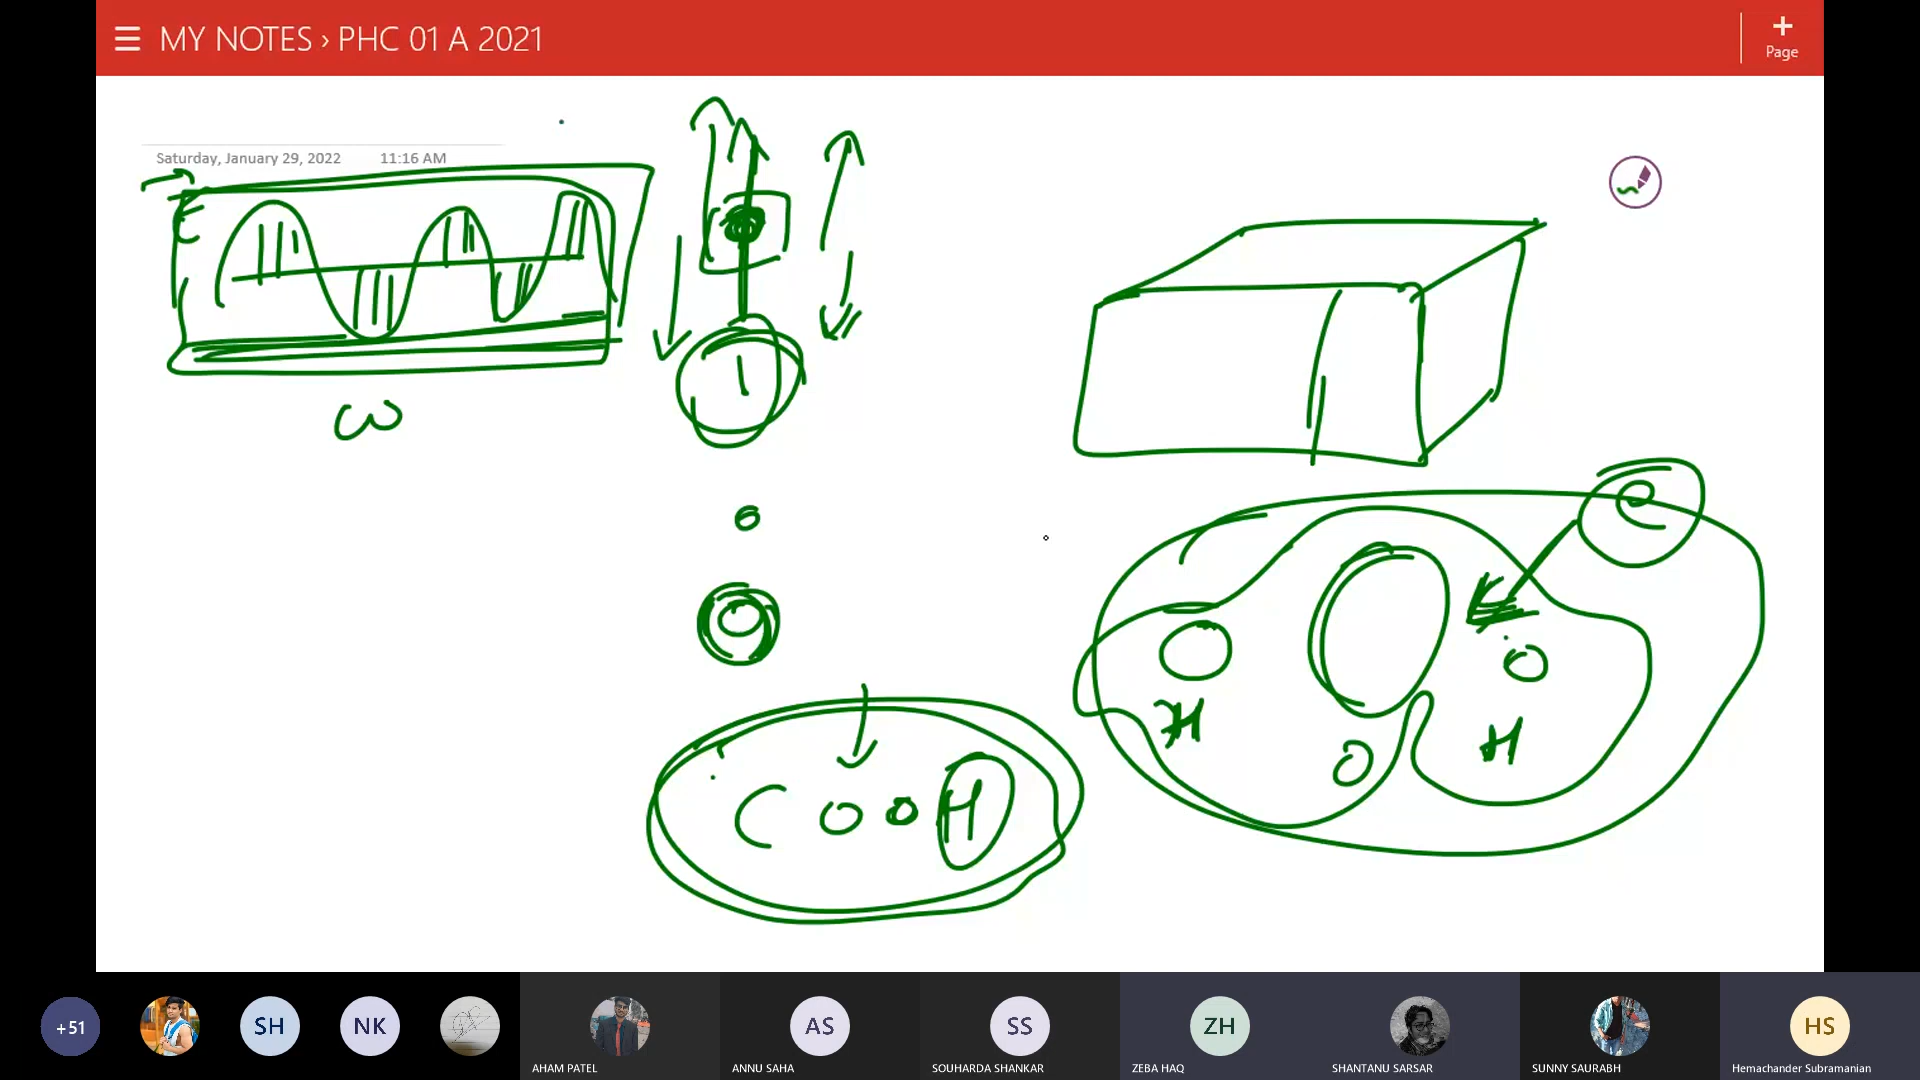 MY NOTES › PHC 01 A 2021
+
Page
Saturday, January 29, 2022 11:16 AM
E
ω
C O O H
H
O
H
e
+51
SH
NK
AS
SS
ZH
HS
AHAM PATEL
ANNU SAHA
SOUHARDA SHANKAR
ZEBA HAQ
SHANTANU SARSAR
SUNNY SAURABH
Hemachander Subramanian